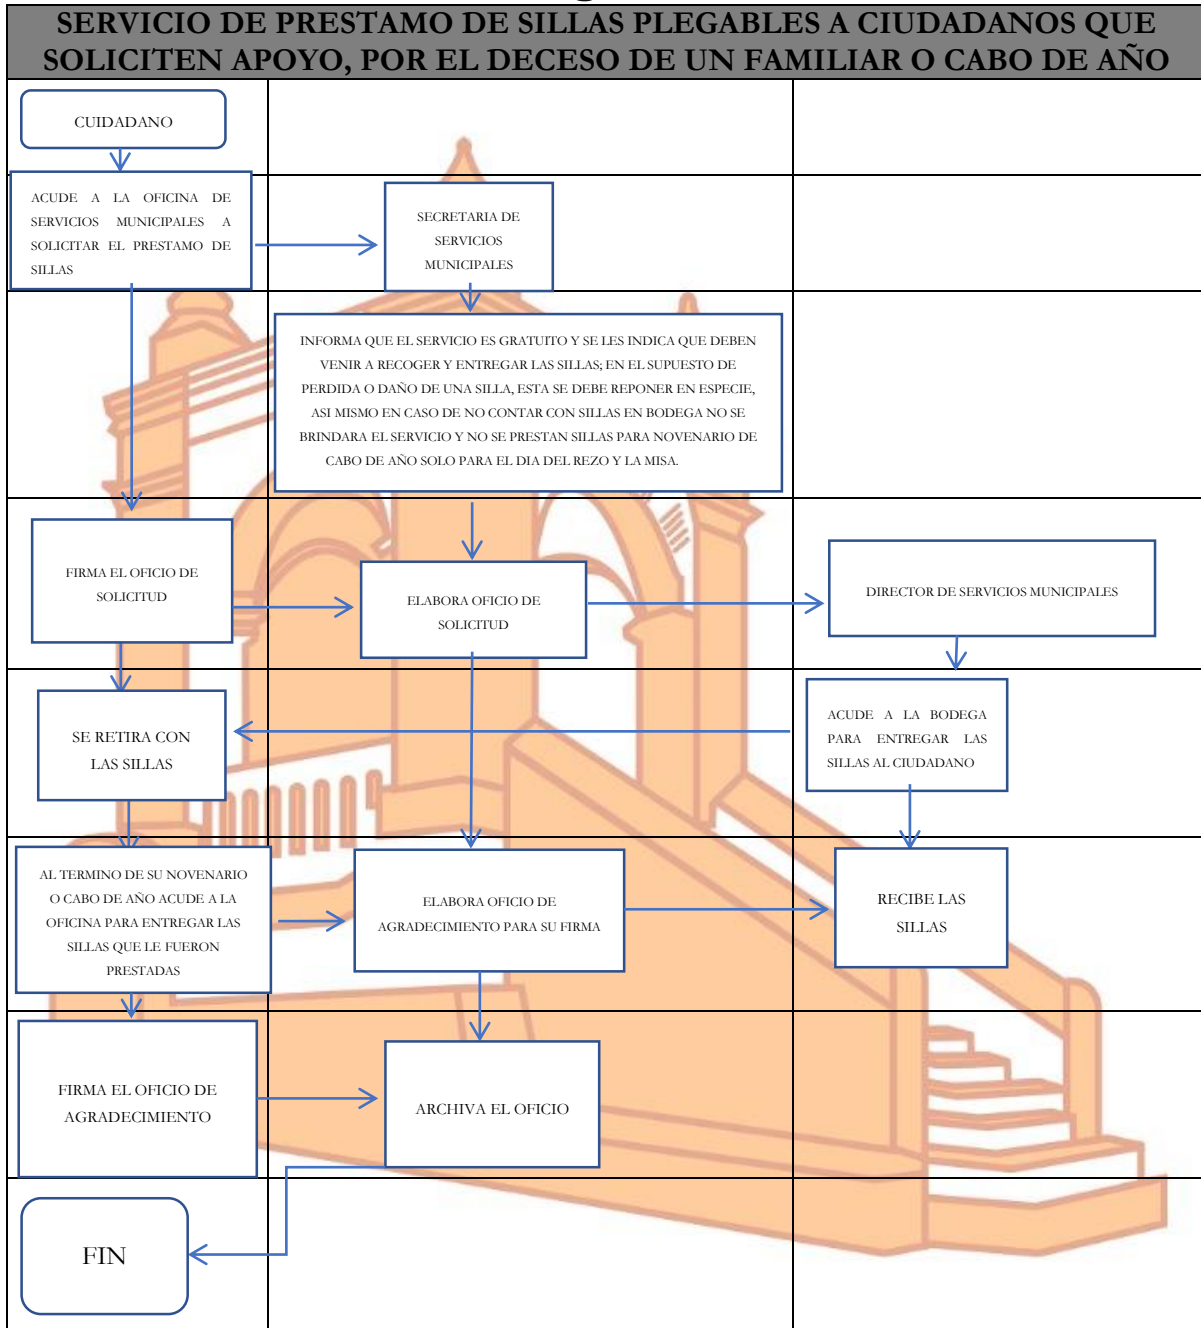 SERVICIO DE PRESTAMO DE SILLAS PLEGABLES A CIUDADANOS QUE
SOLICITEN APOYO, POR EL DECESO DE UN FAMILIAR O CABO DE AÑO
CUIDADANO
ACUDE A LA OFICINA DE
SERVICIOS MUNICIPALES A
SOLICITAR EL PRESTAMO DE
SILLAS
SECRETARIA DE
SERVICIOS
MUNICIPALES
INFORMA QUE EL SERVICIO ES GRATUITO Y SE LES INDICA QUE DEBEN
VENIR A RECOGER Y ENTREGAR LAS SILLAS; EN EL SUPUESTO DE
PERDIDA O DAÑO DE UNA SILLA, ESTA SE DEBE REPONER EN ESPECIE,
ASI MISMO EN CASO DE NO CONTAR CON SILLAS EN BODEGA NO SE
BRINDARA EL SERVICIO Y NO SE PRESTAN SILLAS PARA NOVENARIO DE
CABO DE AÑO SOLO PARA EL DIA DEL REZO Y LA MISA.
FIRMA EL OFICIO DE
SOLICITUD
ELABORA OFICIO DE
SOLICITUD
DIRECTOR DE SERVICIOS MUNICIPALES
SE RETIRA CON
LAS SILLAS
ACUDE A LA BODEGA
PARA ENTREGAR LAS
SILLAS AL CIUDADANO
AL TERMINO DE SU NOVENARIO
O CABO DE AÑO ACUDE A LA
OFICINA PARA ENTREGAR LAS
SILLAS QUE LE FUERON
PRESTADAS
ELABORA OFICIO DE
AGRADECIMIENTO PARA SU FIRMA
RECIBE LAS
SILLAS
FIRMA EL OFICIO DE
AGRADECIMIENTO
ARCHIVA EL OFICIO
FIN